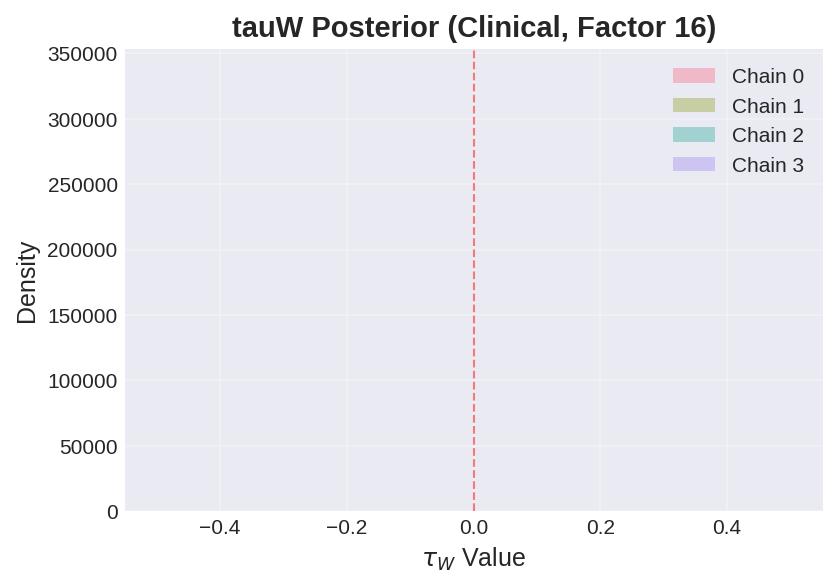 tauW Posterior (Clinical, Factor 16)
350000
300000
250000
200000
150000
100000
50000
0
Density
Chain 0
Chain 1
Chain 2
Chain 3
−0.4 −0.2 0.0 0.2 0.4
τW Value